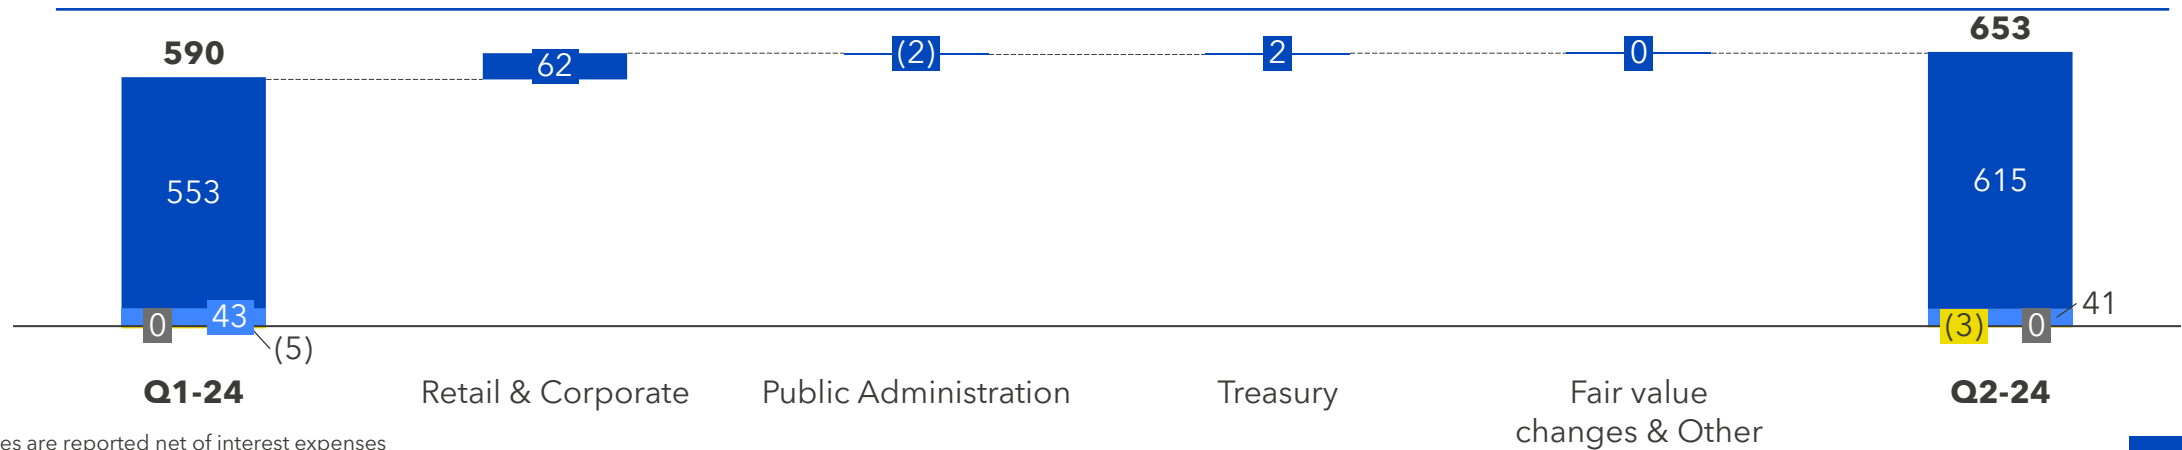 590
62
(2)
2
0
653
553
615
0
43
(5)
(3)
0
41
Q1-24
Retail & Corporate
Public Administration
Treasury
Fair value
changes & Other
Q2-24
are reported net of interest expenses